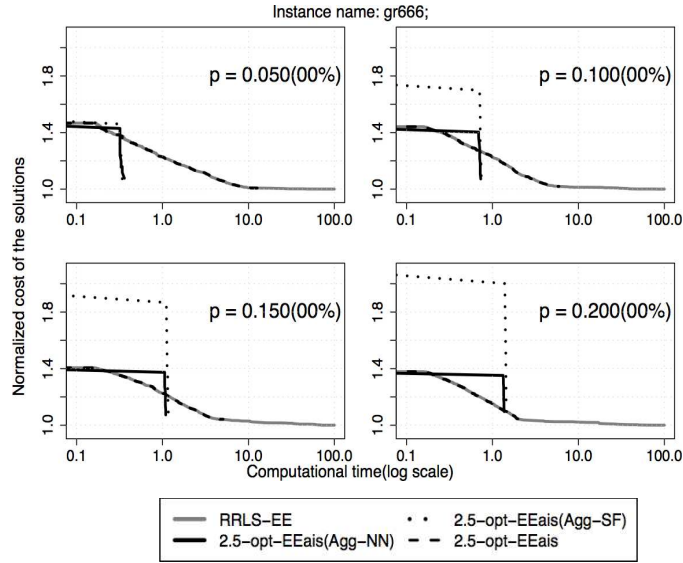 Instance name: gr666;
Normalized cost of the solutions
p = 0.050(00%)
1.8
1.4
1.0
0.1 1.0 10.0 100.0
p = 0.100(00%)
1.8
1.4
1.0
0.1 1.0 10.0 100.0
p = 0.150(00%)
1.8
1.4
1.0
0.1 1.0 10.0 100.0
p = 0.200(00%)
1.8
1.4
1.0
0.1 1.0 10.0 100.0
Computational time(log scale)
RRLS-EE
2.5-opt-EEais(Agg-NN)
2.5-opt-EEais(Agg-SF)
2.5-opt-EEais